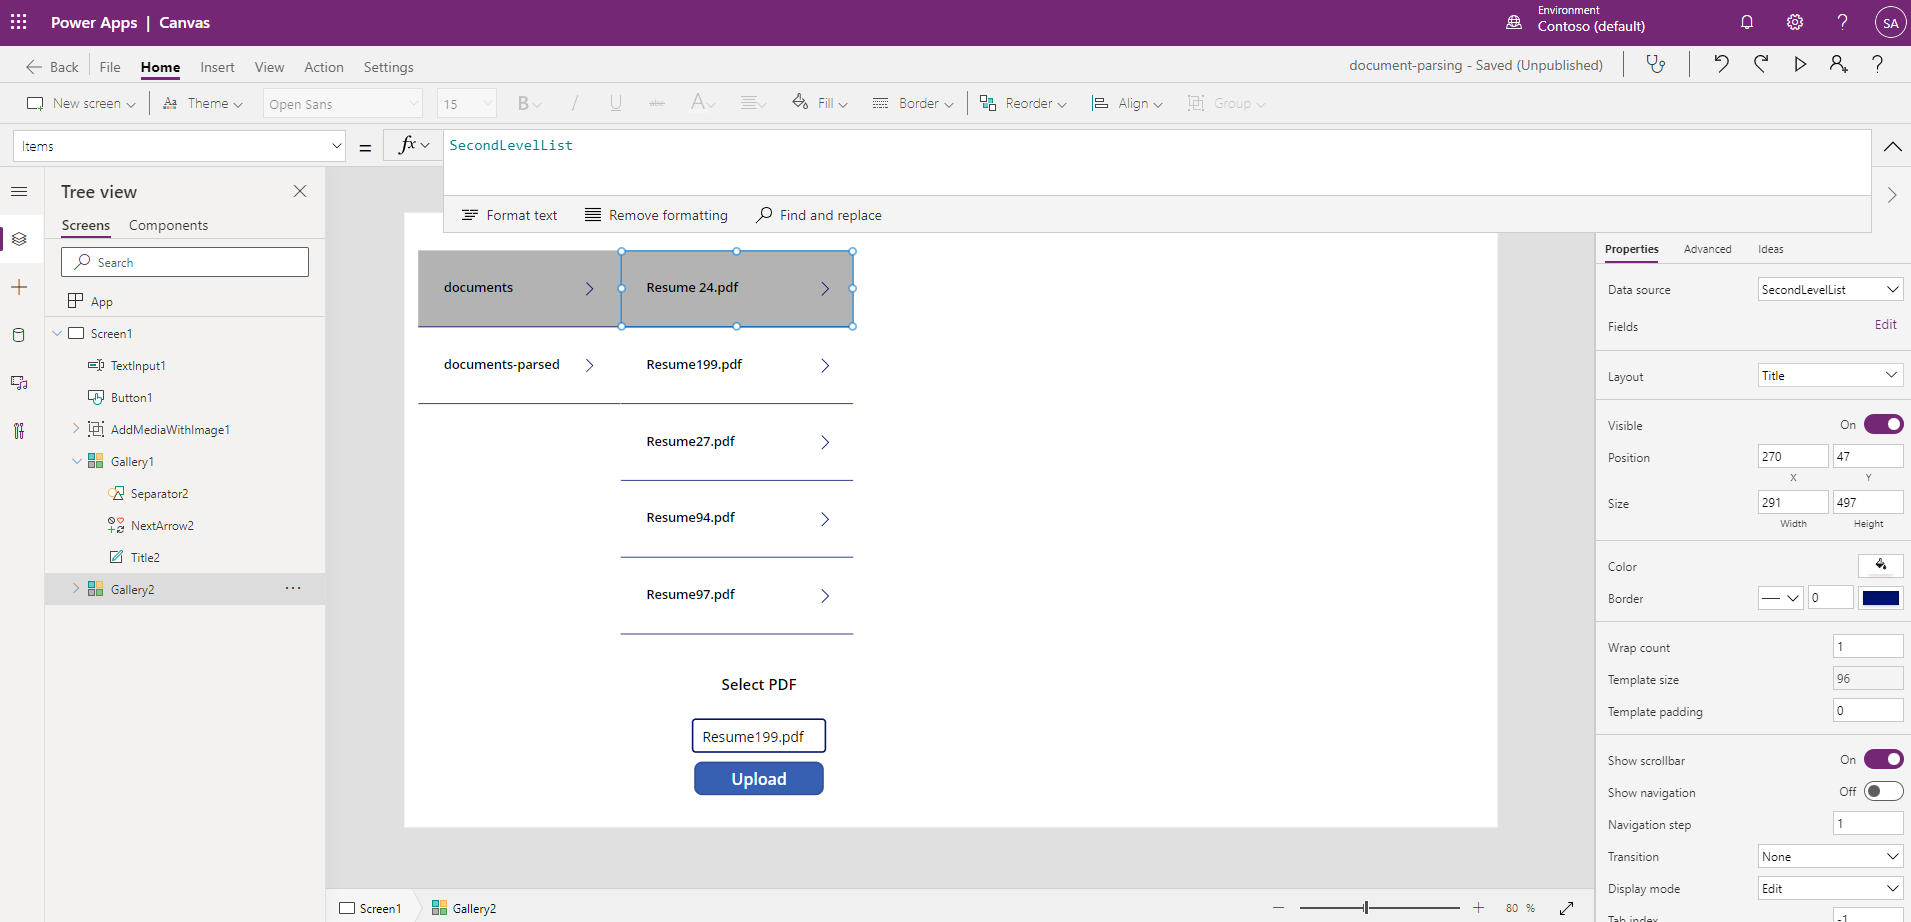 Power Apps | Canvas
Environment
Contoso (default)
SA
Back
File
Home
Insert
View
Action
Settings
document-parsing - Saved (Unpublished)
New screen
Theme
Open Sans
15
B
I
U
abc
A
Fill
Border
Reorder
Align
Group
Items
=
fx
SecondLevelList
Format text
Remove formatting
Find and replace
Tree view
Screens
Components
Search
App
Screen1
TextInput1
Button1
AddMediaWithImage1
Gallery1
Separator2
NextArrow2
Title2
Gallery2
documents
documents-parsed
Resume 24.pdf
Resume199.pdf
Resume27.pdf
Resume94.pdf
Resume97.pdf
Select PDF
Resume199.pdf
Upload
Properties
Advanced
Ideas
Data source
SecondLevelList
Fields
Edit
Layout
Title
Visible
On
Position
270
47
X
Y
Size
291
497
Width
Height
Color
Border
0
Wrap count
1
Template size
96
Template padding
0
Show scrollbar
On
Show navigation
Off
Navigation step
1
Transition
None
Display mode
Edit
Tab index
-1
Screen1
Gallery2
80 %